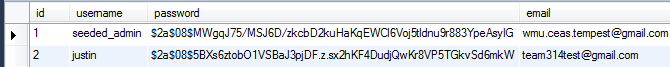 id username password email
1 seeded_admin $2a$08$MWgqJ75/MSJ6D/zkcbD2kuHaKqEWCl6Voj5tldnu9r883YpeAsyIG wmu.ceas.tempest@gmail.com
2 justin $2a$08$5BXs6ztobO1VSBaJ3pjDF.z.sx2hKF4DudjQwKr8VP5TGkvSd6mkW team314test@gmail.com